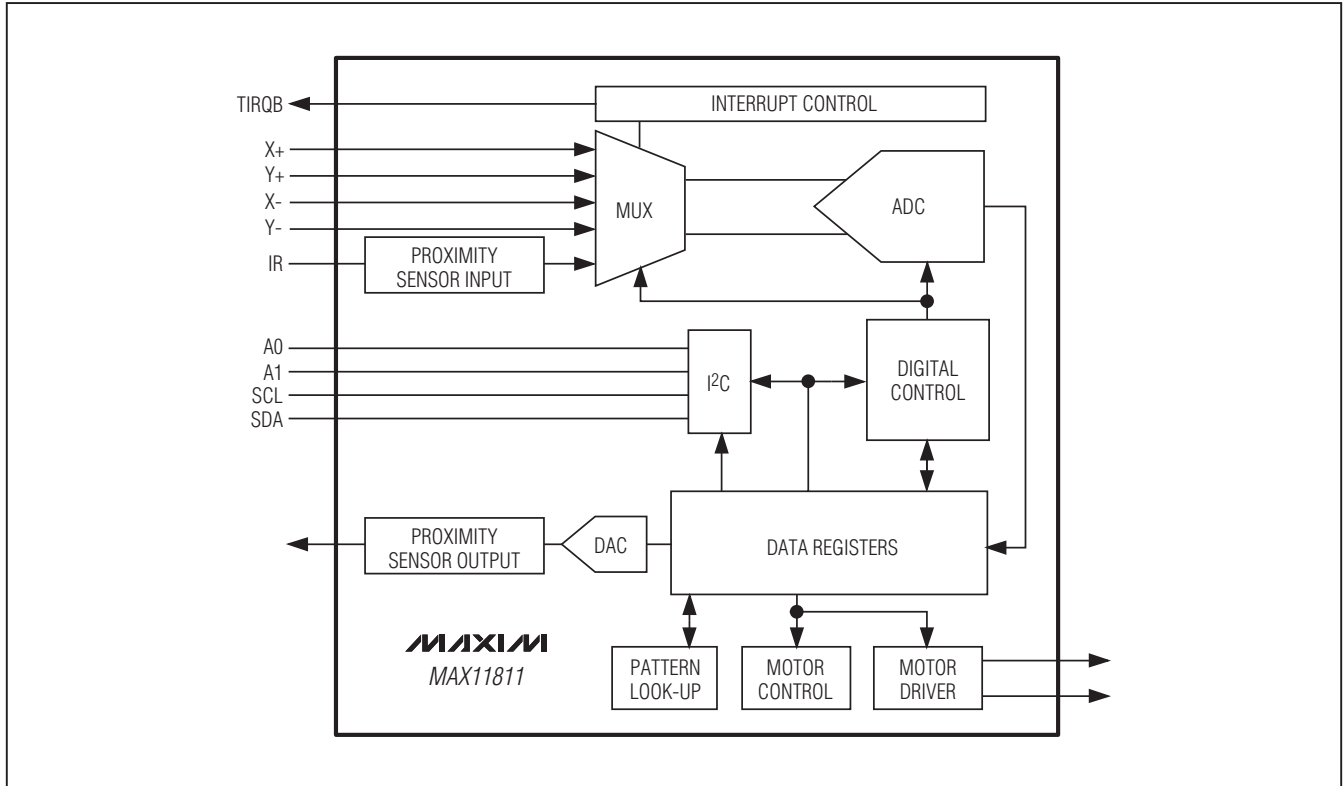 TIRQB
INTERRUPT CONTROL
X+
Y+
X-
Y-
IR
MUX
ADC
PROXIMITY
SENSOR INPUT
A0
A1
SCL
SDA
I²C
DIGITAL
CONTROL
PROXIMITY
SENSOR OUTPUT
DAC
DATA REGISTERS
MAXIM
MAX11811
PATTERN
LOOK-UP
MOTOR
CONTROL
MOTOR
DRIVER